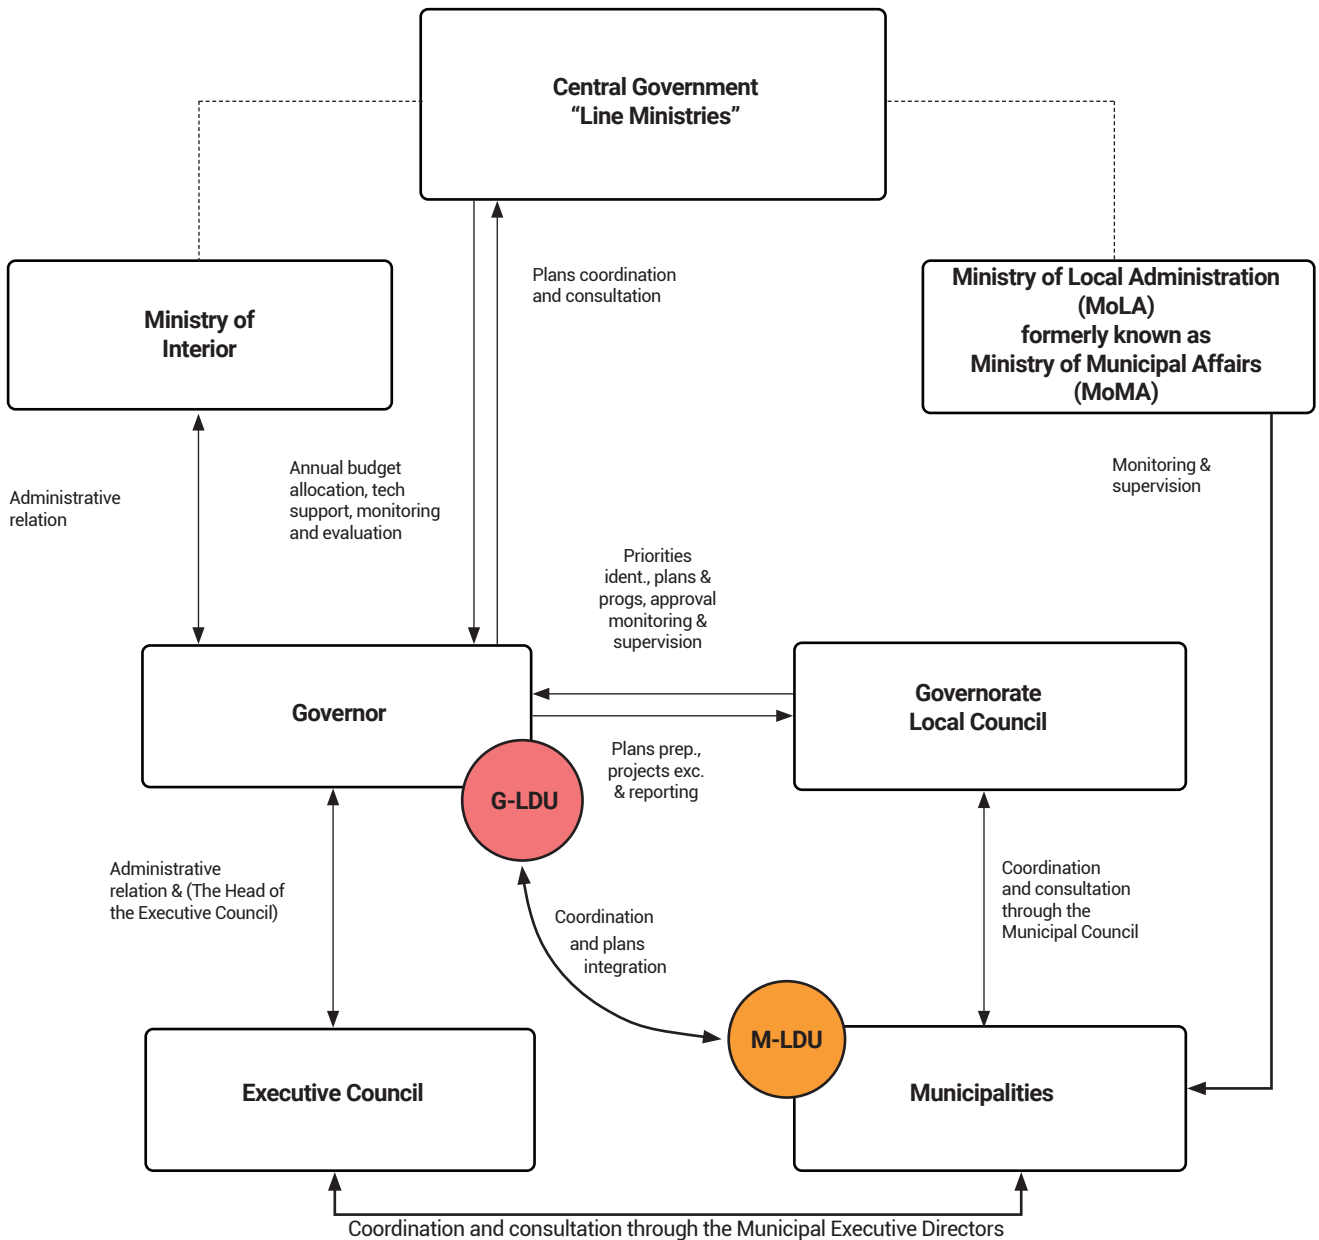 Central Government
“Line Ministries”
Ministry of
Interior
Plans coordination
and consultation
Ministry of Local Administration
(MoLA)
formerly known as
Ministry of Municipal Affairs
(MoMA)
Administrative
relation
Annual budget
allocation, tech
support, monitoring
and evaluation
Monitoring &
supervision
Priorities
ident., plans &
progs, approval
monitoring &
supervision
Governor
Governorate
Local Council
Plans prep.,
projects exc.
& reporting
G-LDU
Administrative
relation & (The Head of
the Executive Council)
Coordination
and plans
integration
Coordination
and consultation
through the
Municipal Council
M-LDU
Executive Council
Municipalities
Coordination and consultation through the Municipal Executive Directors